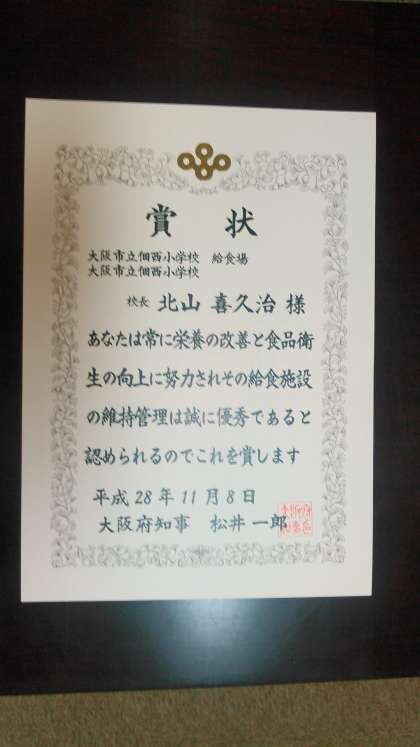 賞状
大阪市立佃西小学校 給食場
大阪市立佃西小学校
校長 北山 喜久治 様
あなたは常に栄養の改善と食品衛
生の向上に努力されその給食施設
の維持管理は誠に優秀であると
認められるのでこれを賞します
平成28年11月8日
大阪府知事 松井一郎